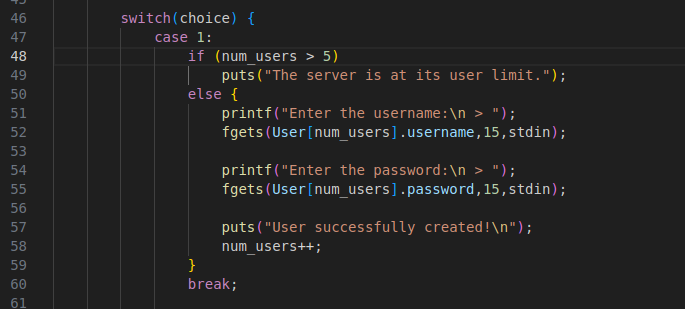 46 switch(choice) {
47 case 1:
48 if (num_users > 5)
49 puts("The server is at its user limit.");
50 else {
51 printf("Enter the username:\n > ");
52 fgets(User[num_users].username,15,stdin);
53
54 printf("Enter the password:\n > ");
55 fgets(User[num_users].password,15,stdin);
56
57 puts("User successfully created!\n");
58 num_users++;
59 }
60 break;
61